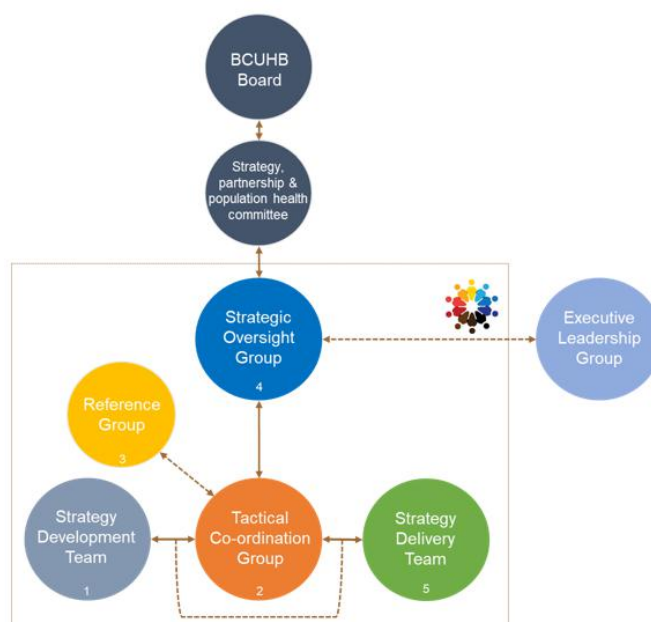 BCUHB
Board
Strategy,
partnership &
population health
committee
Strategic
Oversight
Group
4
Executive
Leadership
Group
Reference
Group
3
Strategy
Development
Team
1
Tactical
Co-ordination
Group
2
Strategy
Delivery
Team
5